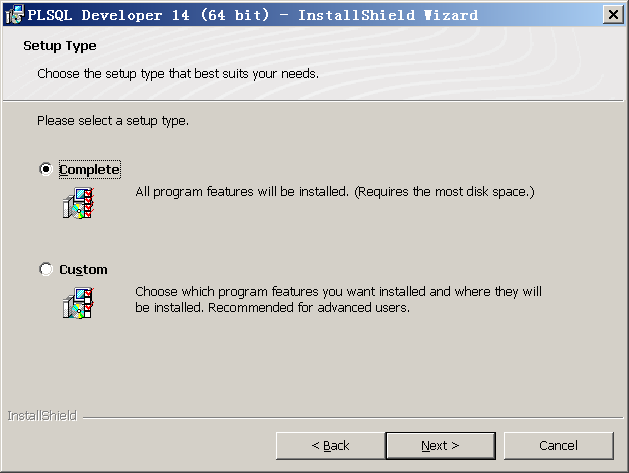 PLSQL Developer 14 (64 bit) - InstallShield Wizard
Setup Type
Choose the setup type that best suits your needs.
Please select a setup type.
Complete
All program features will be installed. (Requires the most disk space.)
Custom
Choose which program features you want installed and where they will
be installed. Recommended for advanced users.
InstallShield
< Back
Next >
Cancel